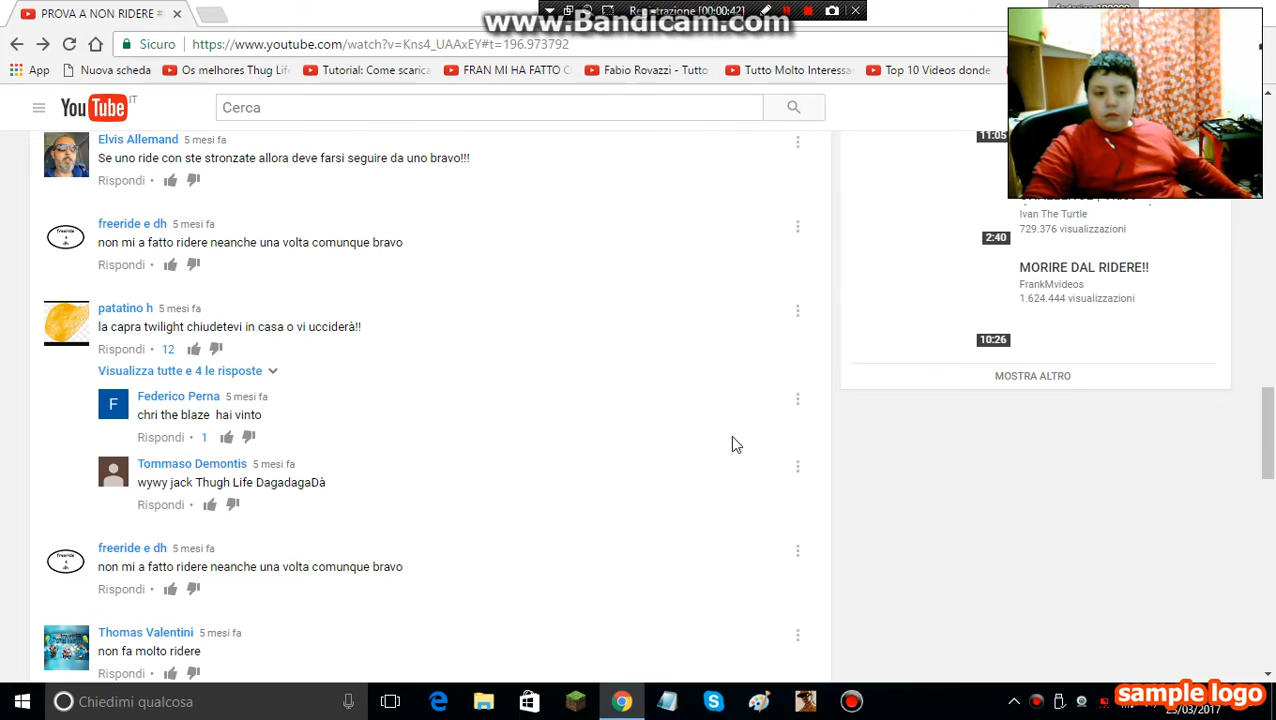 PROVA A NON RIDERE #
Registrazione [00:00:42]
www.Bandicam.com
Sicuro
https://www.youtube.com/watch?v=Kns4_UAAxEY#t=196.973792
App
Nuova scheda
Os melhores Thug Li
Tutorial: Come scarica
FRAN MI HA FATTO C
Fabio Rovazzi - Tutto
Tutto Molto Interessa
Top 10 Videos donde
YouTube IT
Cerca
Elvis Allemand 5 mesi fa
Se uno ride con ste stronzate allora deve farsi seguire da uno bravo!!!
Rispondi •
freeride e dh 5 mesi fa
non mi a fatto ridere neanche una volta comunque bravo
Rispondi •
patatino h 5 mesi fa
la capra twilight chiudetevi in casa o vi ucciderà!!
Rispondi • 12
Visualizza tutte e 4 le risposte
F
Federico Perna 5 mesi fa
chri the blaze hai vinto
Rispondi • 1
Tommaso Demontis 5 mesi fa
wywy jack Thugh Life DagadagaDà
Rispondi •
freeride e dh 5 mesi fa
non mi a fatto ridere neanche una volta comunque bravo
Rispondi •
Thomas Valentini 5 mesi fa
non fa molto ridere
Rispondi •
11:05
Ivan The Turtle
729.376 visualizzazioni
2:40
MORIRE DAL RIDERE!!
FrankMvideos
1.624.444 visualizzazioni
10:26
MOSTRA ALTRO
Chiedimi qualcosa
sample logo
23/03/2017